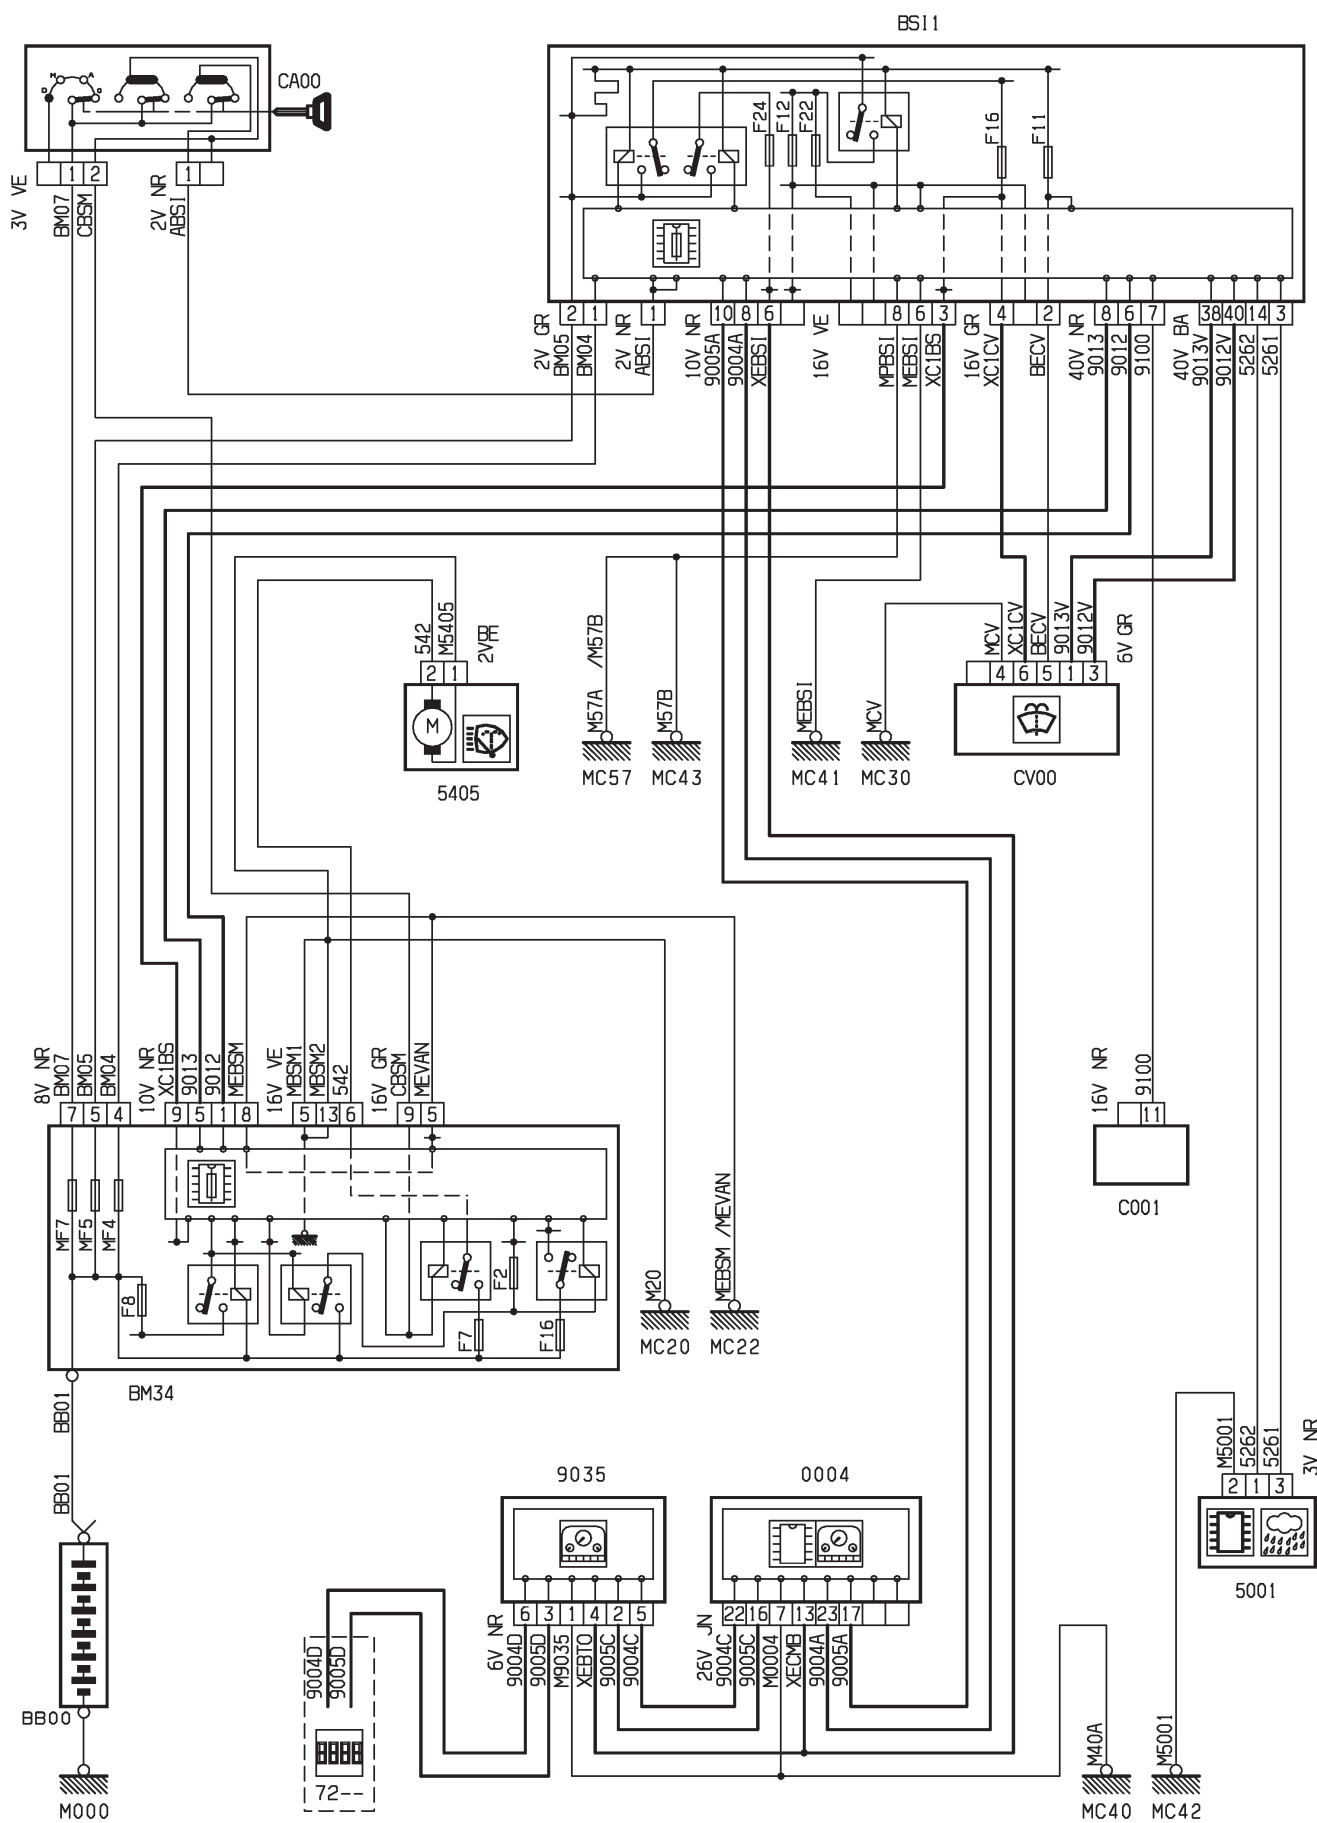 BSI1
CA00
N A
D D
F24
F12
F22
F16
F11
3V VE
1 2
BM07
CBSM
2V NR
1
ABSI
2 1
1
10 8 6
8 6 3
4 2
8 6 7
38 40 14 3
2V GR
BM05
BM04
2V NR
ABSI
10V NR
9005A
9004A
XEBSI
16V VE
MPBSI
MEBSI
XC1BS
16V GR
XC1CV
BECV
40V NR
9013
9012
9100
40V BA
9013V
9012V
5262
5261
542
M5405
2VBE
2 1
M
5405
M57A /M57B
MC57
M57B
MC43
MEBSI
MC41
MCV
MC30
MCV
XC1CV
BECV
9013V
9012V
6V GR
4 6 5 1 3
CV00
8V NR
BM07
BM05
BM04
10V NR
XC1BS
9013
9012
MEBSM
16V VE
MBSM1
MBSM2
542
16V GR
CBSM
MEVAN
7 5 4
9 5 1 8
5 13 6
9 5
MF7
MF5
MF4
F8
F7
F2
F16
BM34
M20
MC20
MEBSM /MEVAN
MC22
16V NR
9100
11
C001
BB01
BB01
BB00
M000
9035
0004
6 3 1 4 2 5
22 16 7 13 23 17
6V NR
9004D
9005D
M9035
XEBTO
9005C
9004C
26V JN
9004C
9005C
M0004
XECMB
9004A
9005A
9004D
9005D
72--
M5001
5262
5261
3V NR
2 1 3
5001
M40A
MC40
M5001
MC42